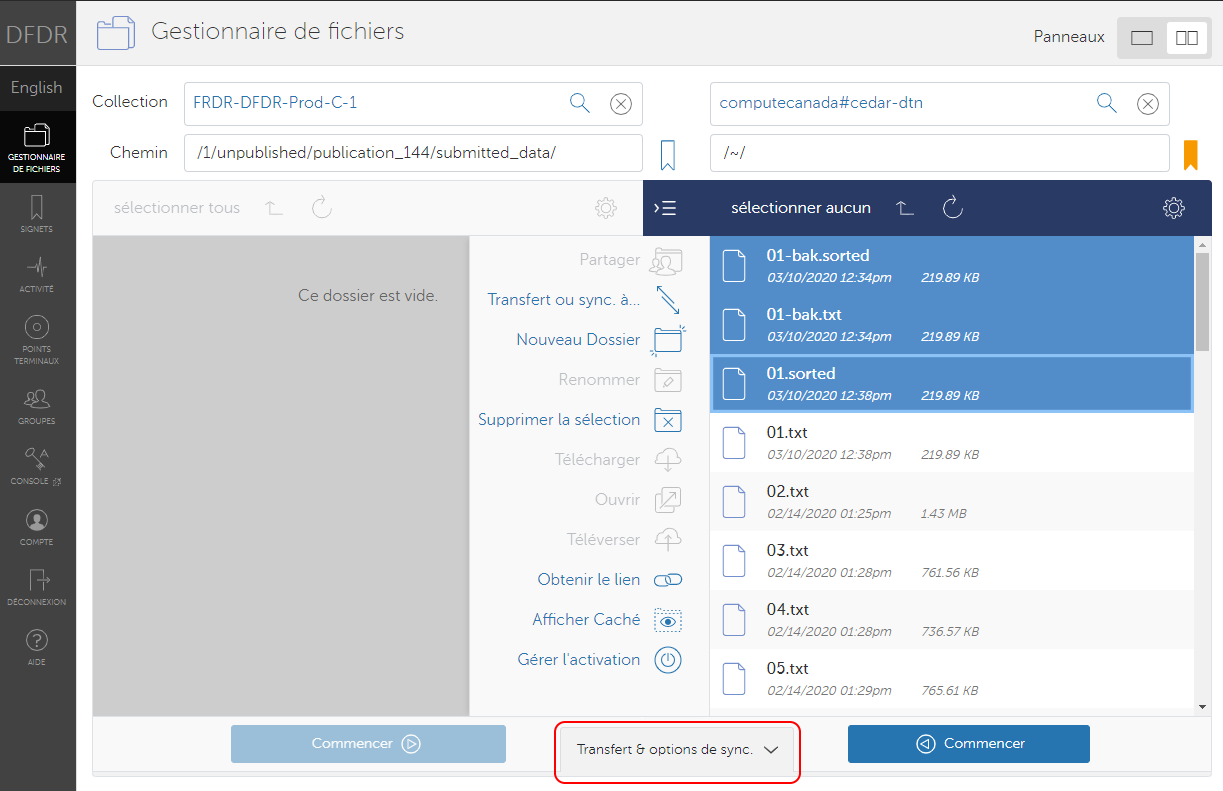 DFDR
Gestionnaire de fichiers
Panneaux
English
GESTIONNAIRE
DE FICHIERS
SIGNETS
ACTIVITÉ
POINTS
TERMINAUX
GROUPES
CONSOLE
COMPTE
DÉCONNEXION
AIDE
Collection
FRDR-DFDR-Prod-C-1
computecanada#cedar-dtn
Chemin
/1/unpublished/publication_144/submitted_data/
/~/
sélectionner tous
sélectionner aucun
Ce dossier est vide.
Partager
Transfert ou sync. à...
Nouveau Dossier
Renommer
Supprimer la sélection
Télécharger
Ouvrir
Téléverser
Obtenir le lien
Afficher Caché
Gérer l'activation
01-bak.sorted
03/10/2020 12:34pm 219.89 KB
01-bak.txt
03/10/2020 12:34pm 219.89 KB
01.sorted
03/10/2020 12:38pm 219.89 KB
01.txt
03/10/2020 12:38pm 219.89 KB
02.txt
02/14/2020 01:25pm 1.43 MB
03.txt
02/14/2020 01:28pm 761.56 KB
04.txt
02/14/2020 01:28pm 736.57 KB
05.txt
02/14/2020 01:29pm 765.61 KB
Commencer
Transfert & options de sync.
Commencer